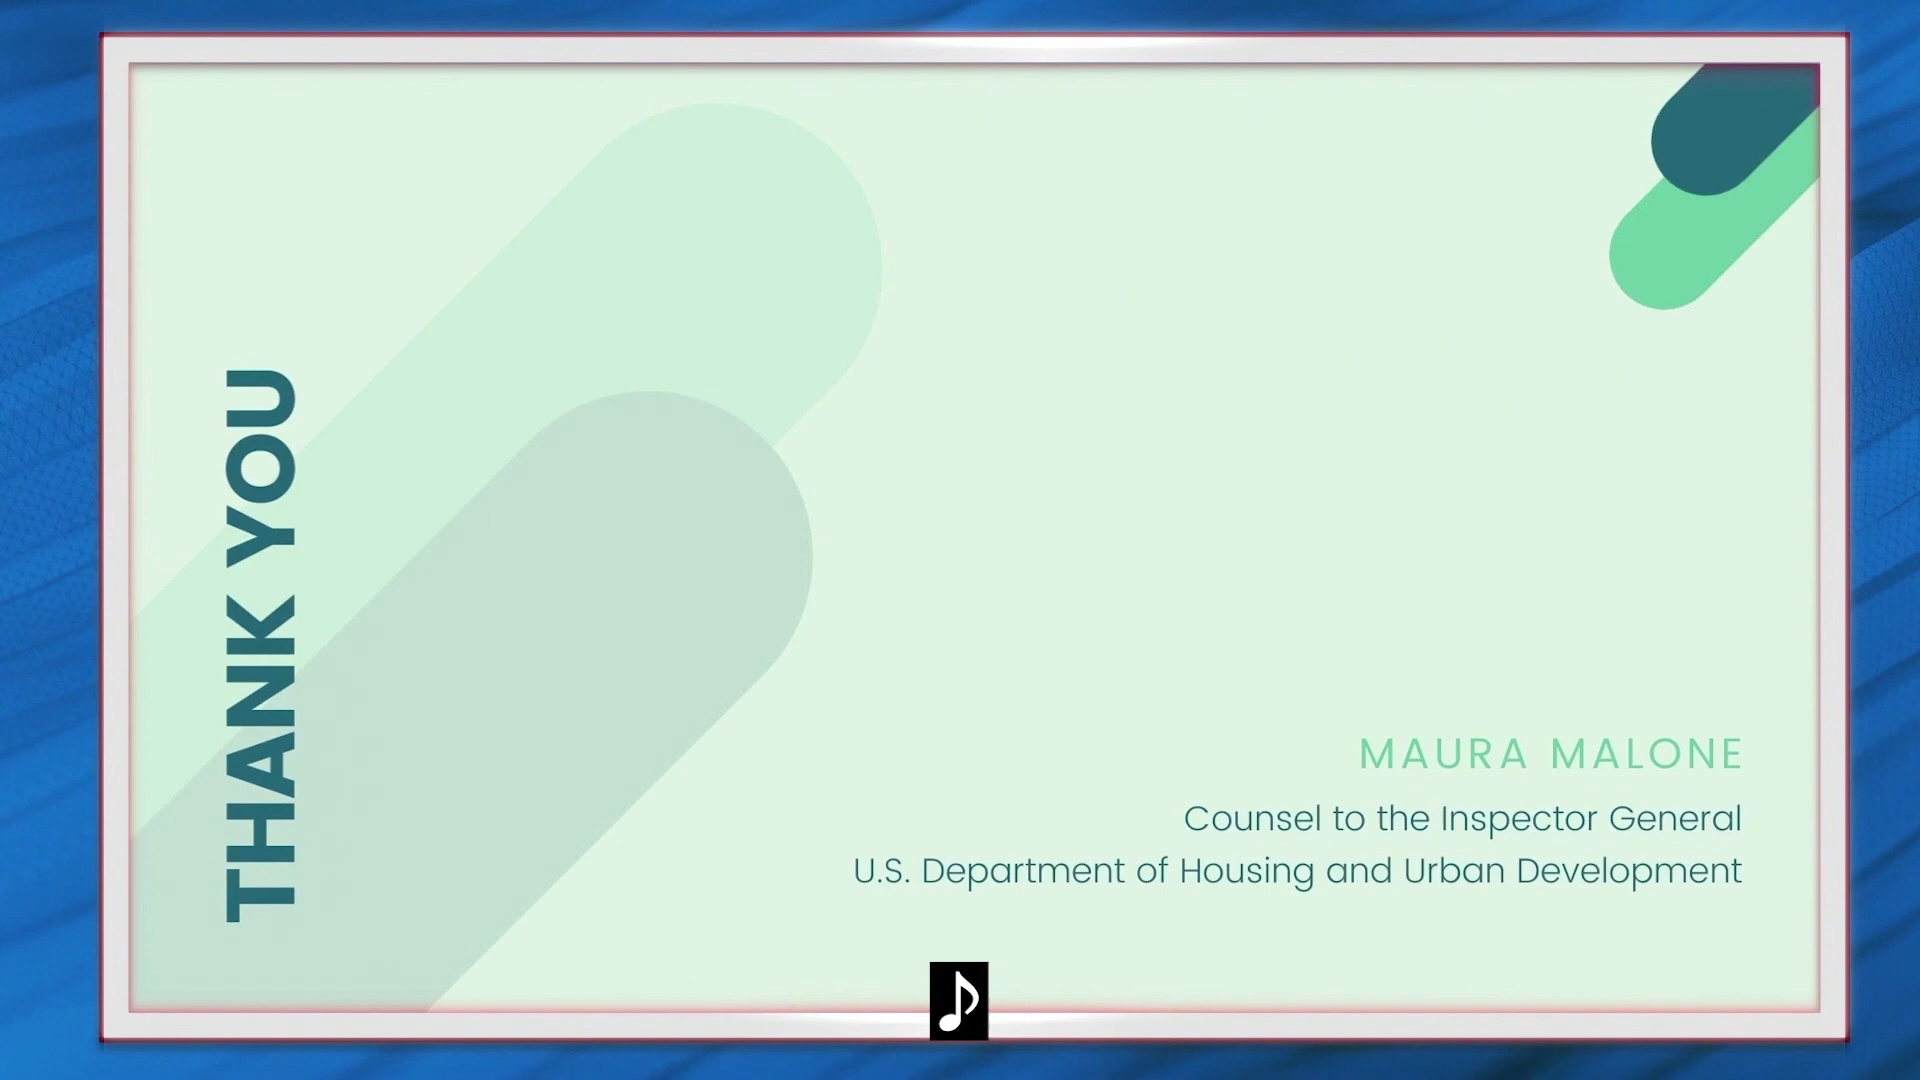 THANK YOU
MAURA MALONE
Counsel to the Inspector General
U.S. Department of Housing and Urban Development
♪